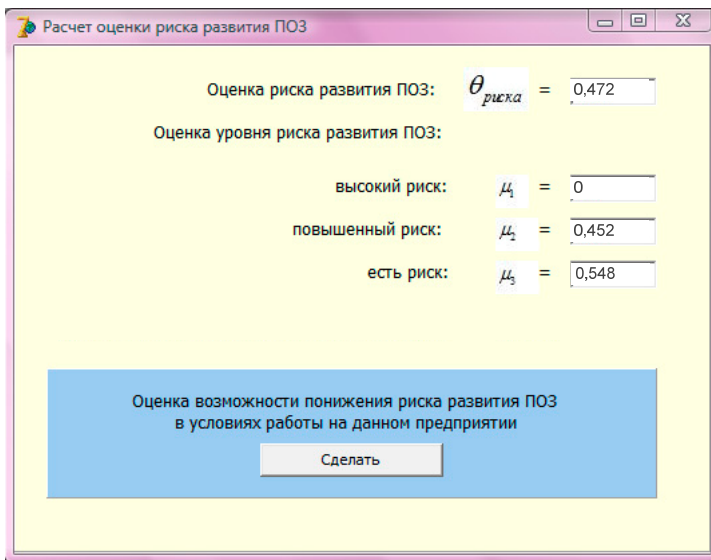 Расчет оценки риска развития ПОЗ
Оценка риска развития ПОЗ: θ риска = 0,472
Оценка уровня риска развития ПОЗ:
высокий риск: μ₁ = 0
повышенный риск: μ₂ = 0,452
есть риск: μ₃ = 0,548
Оценка возможности понижения риска развития ПОЗ
в условиях работы на данном предприятии
Сделать